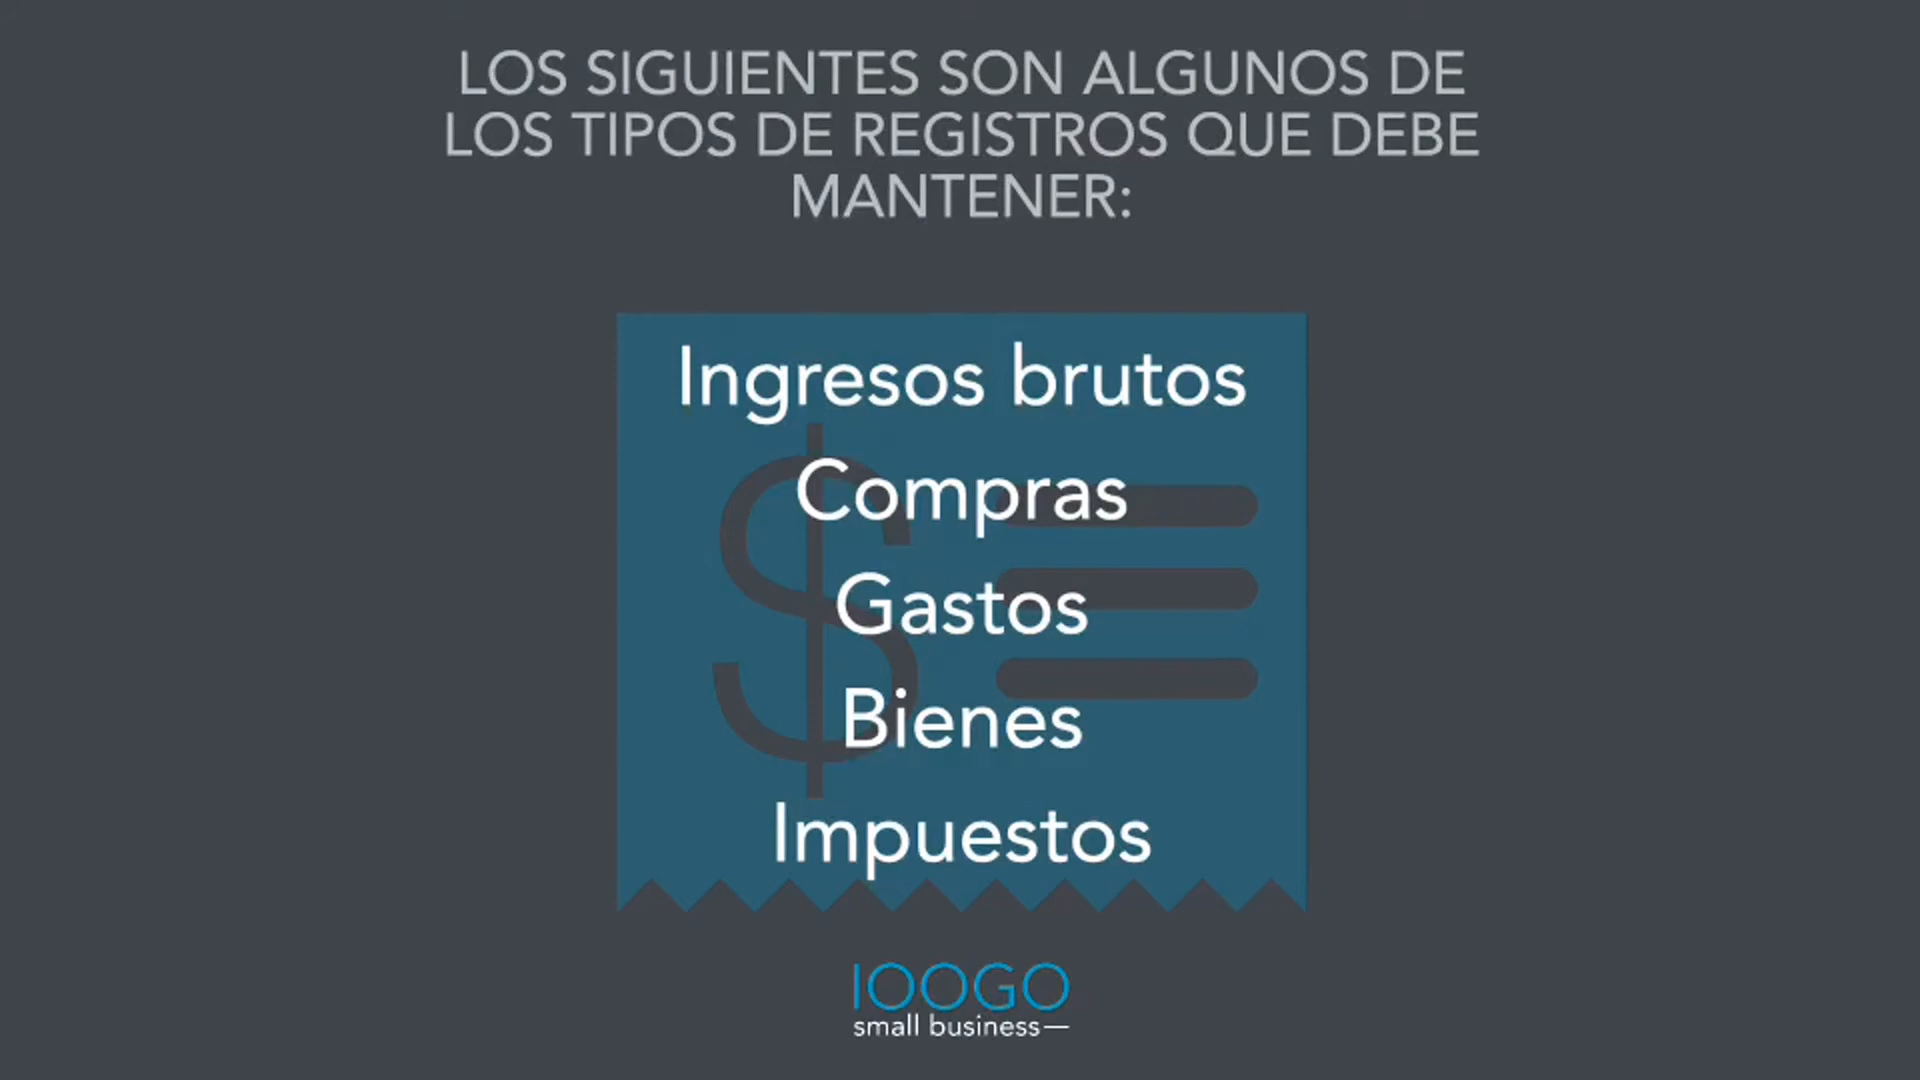 LOS SIGUIENTES SON ALGUNOS DE
LOS TIPOS DE REGISTROS QUE DEBE
MANTENER:
Ingresos brutos
Compras
Gastos
Bienes
Impuestos
IOOGO
small business—